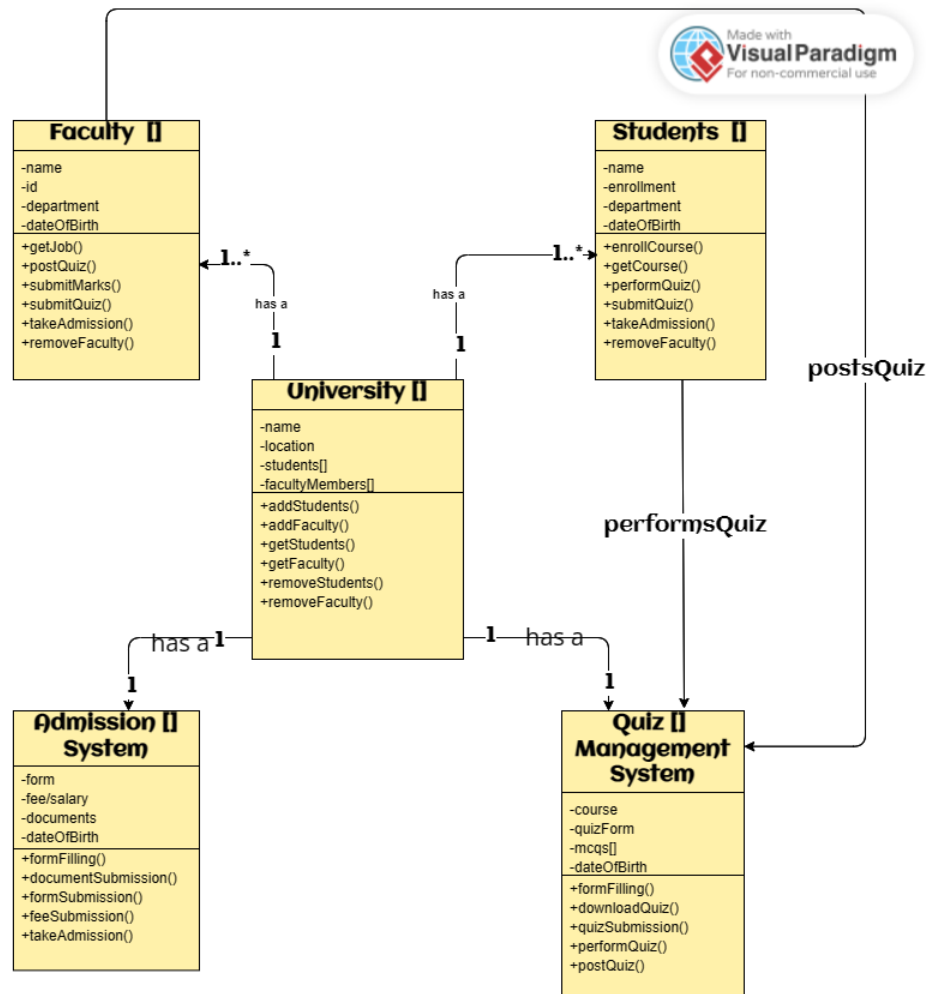 Made with
Visual Paradigm
For non-commercial use
Faculty []
-name
-id
-department
-dateOfBirth
+getJob()
+postQuiz()
+submitMarks()
+submitQuiz()
+takeAdmission()
+removeFaculty()
Students []
-name
-enrollment
-department
-dateOfBirth
+enrollCourse()
+getCourse()
+performQuiz()
+submitQuiz()
+takeAdmission()
+removeFaculty()
1..*
has a
1
1..*
has a
1
postsQuiz
University []
-name
-location
-students[]
-facultyMembers[]
+addStudents()
+addFaculty()
+getStudents()
+getFaculty()
+removeStudents()
+removeFaculty()
performsQuiz
has a 1
1
1 has a
1
Admission []
System
-form
-fee/salary
-documents
-dateOfBirth
+formFilling()
+documentSubmission()
+formSubmission()
+feeSubmission()
+takeAdmission()
Quiz []
Management
System
-course
-quizForm
-mcqs[]
-dateOfBirth
+formFilling()
+downloadQuiz()
+quizSubmission()
+performQuiz()
+postQuiz()